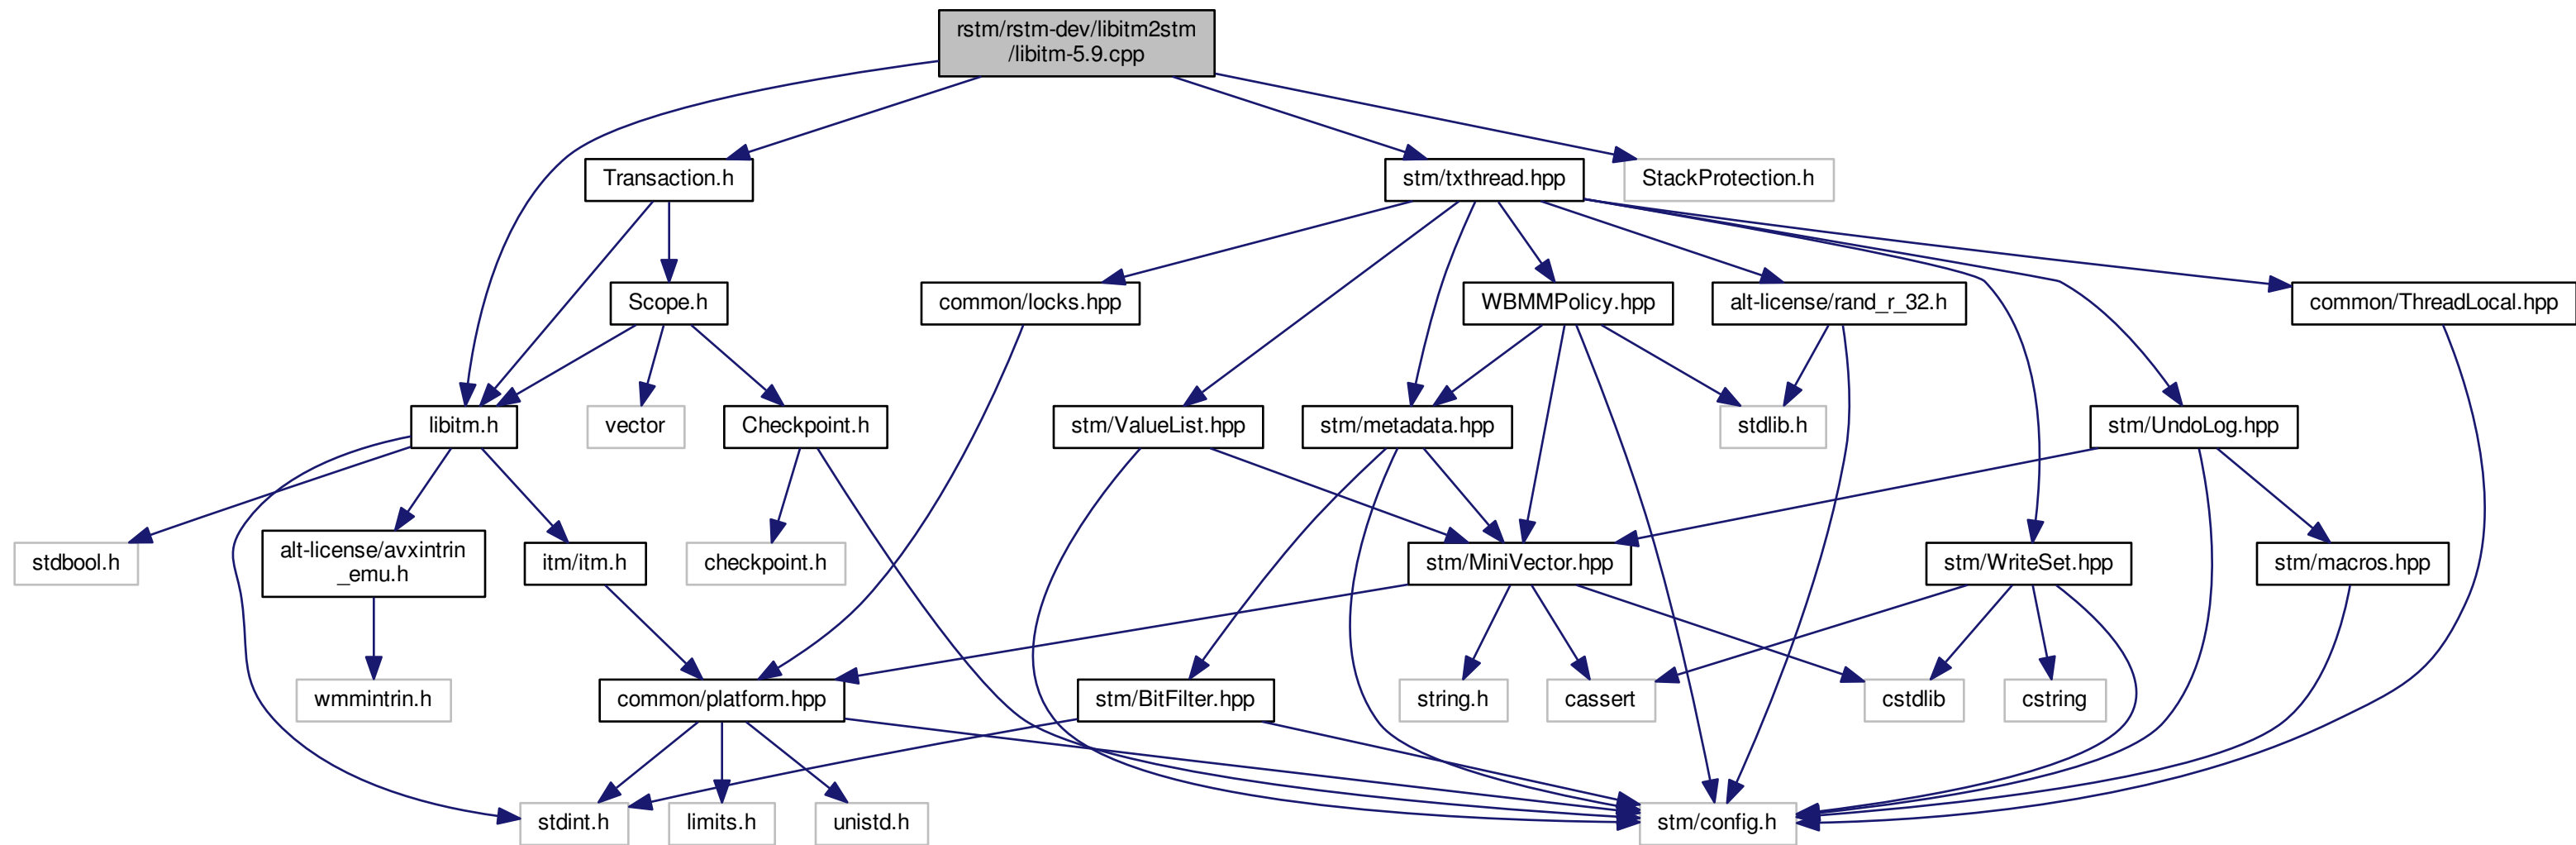 rstm/rstm-dev/libitm2stm
/libitm-5.9.cpp
Transaction.h
stm/txthread.hpp
StackProtection.h
Scope.h
common/locks.hpp
WBMMPolicy.hpp
alt-license/rand_r_32.h
common/ThreadLocal.hpp
libitm.h
vector
Checkpoint.h
stm/ValueList.hpp
stm/metadata.hpp
stdlib.h
stm/UndoLog.hpp
stdbool.h
alt-license/avxintrin
_emu.h
itm/itm.h
checkpoint.h
stm/MiniVector.hpp
stm/WriteSet.hpp
stm/macros.hpp
wmmintrin.h
common/platform.hpp
stm/BitFilter.hpp
string.h
cassert
cstdlib
cstring
stdint.h
limits.h
unistd.h
stm/config.h